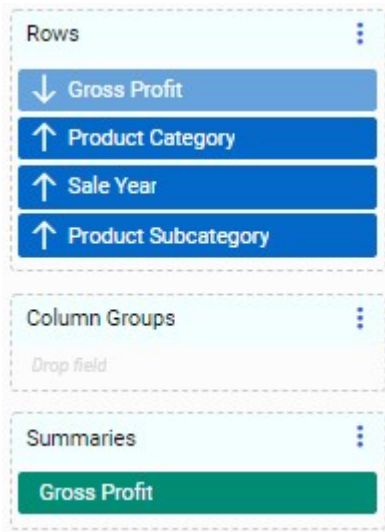 Rows
Gross Profit
Product Category
Sale Year
Product Subcategory
Column Groups
Drop field
Summaries
Gross Profit